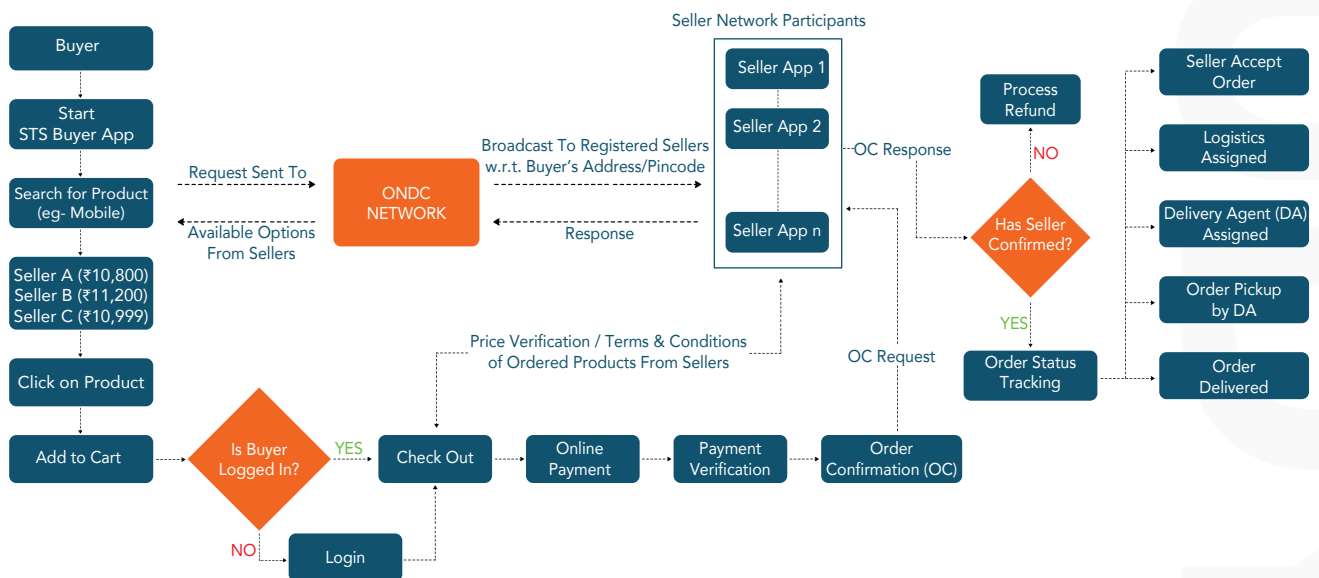 Seller Network Participants
Buyer
Start
STS Buyer App
Search for Product
(eg- Mobile)
Seller A (₹10,800)
Seller B (₹11,200)
Seller C (₹10,999)
Click on Product
Add to Cart
Request Sent To
Available Options
From Sellers
ONDC
NETWORK
Broadcast To Registered Sellers
w.r.t. Buyer's Address/Pincode
Response
Seller App 1
Seller App 2
Seller App n
Price Verification / Terms & Conditions
of Ordered Products From Sellers
Is Buyer
Logged In?
YES
NO
Login
Check Out
Online
Payment
Payment
Verification
Order
Confirmation (OC)
OC Request
OC Response
Has Seller
Confirmed?
NO
Process
Refund
YES
Order Status
Tracking
Seller Accept
Order
Logistics
Assigned
Delivery Agent (DA)
Assigned
Order Pickup
by DA
Order
Delivered